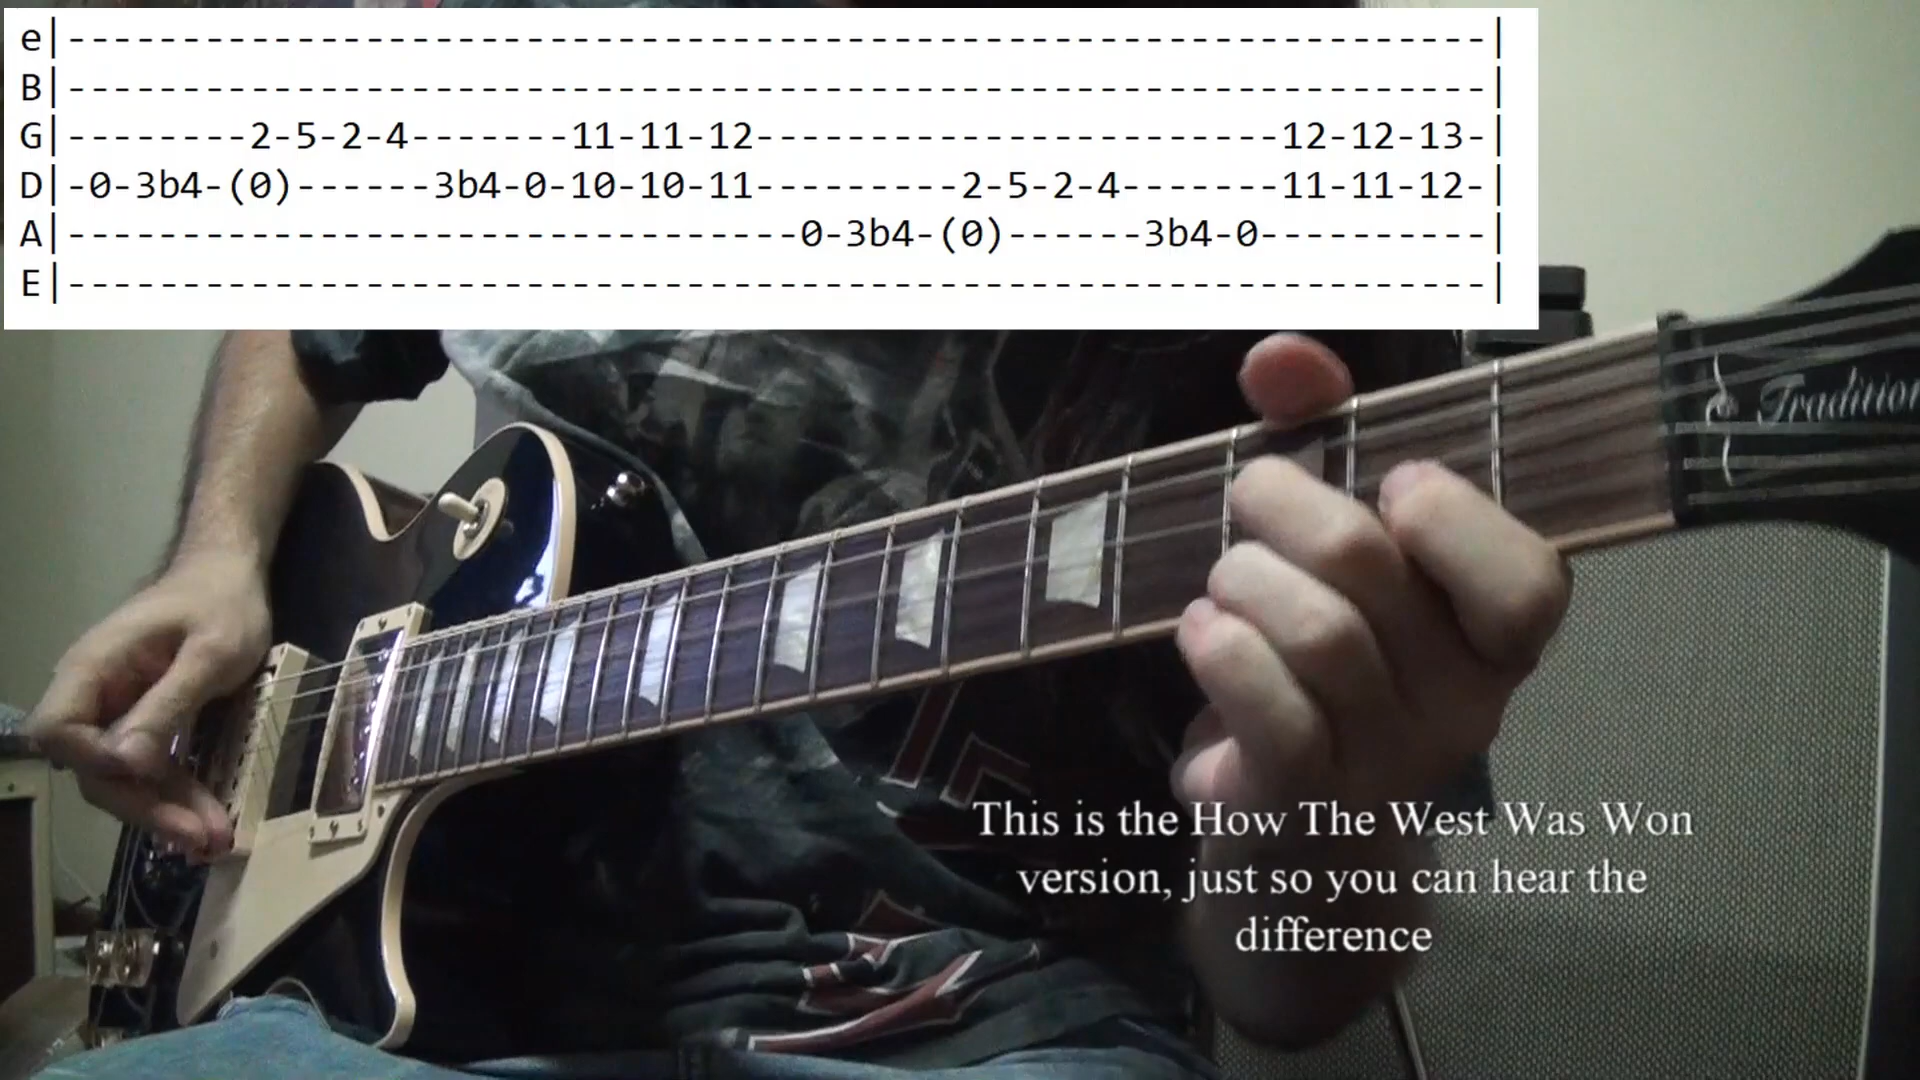 e|--------------------------------------------------------------|
B|--------------------------------------------------------------|
G|--------2-5-2-4-------11-11-12-----------------------12-12-13-|
D|-0-3b4-(0)------3b4-0-10-10-11---------2-5-2-4-------11-11-12-|
A|--------------------------------0-3b4-(0)------3b4-0----------|
E|--------------------------------------------------------------|
This is the How The West Was Won
version, just so you can hear the
difference